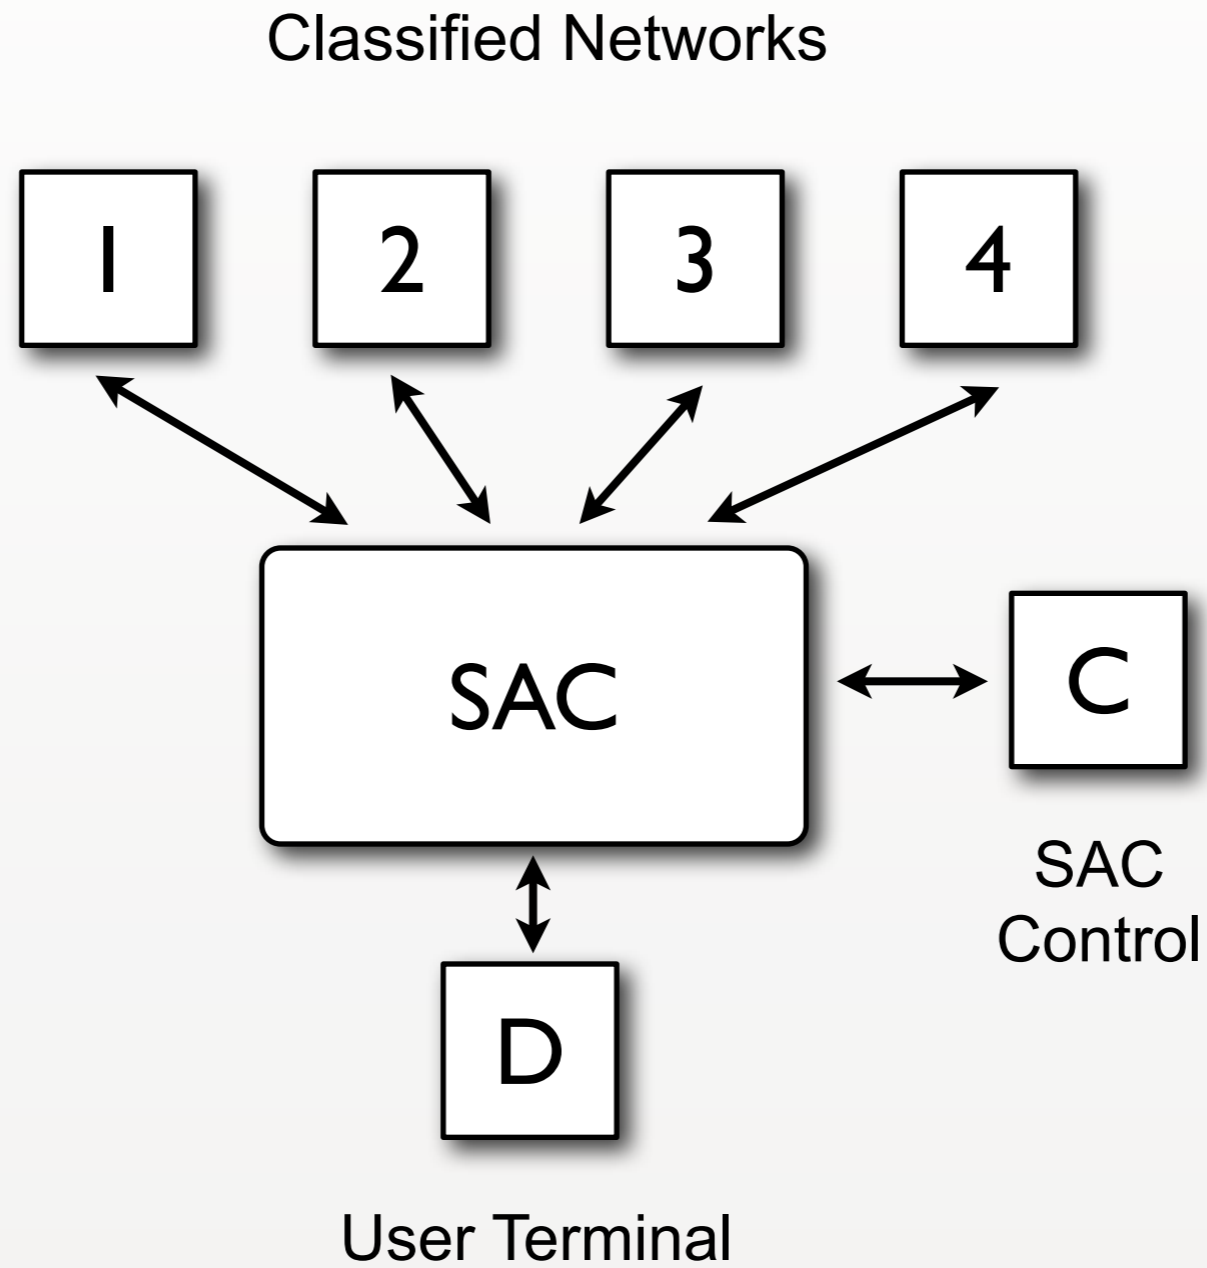 Classified Networks
1 2 3 4
SAC
C
SAC
Control
D
User Terminal